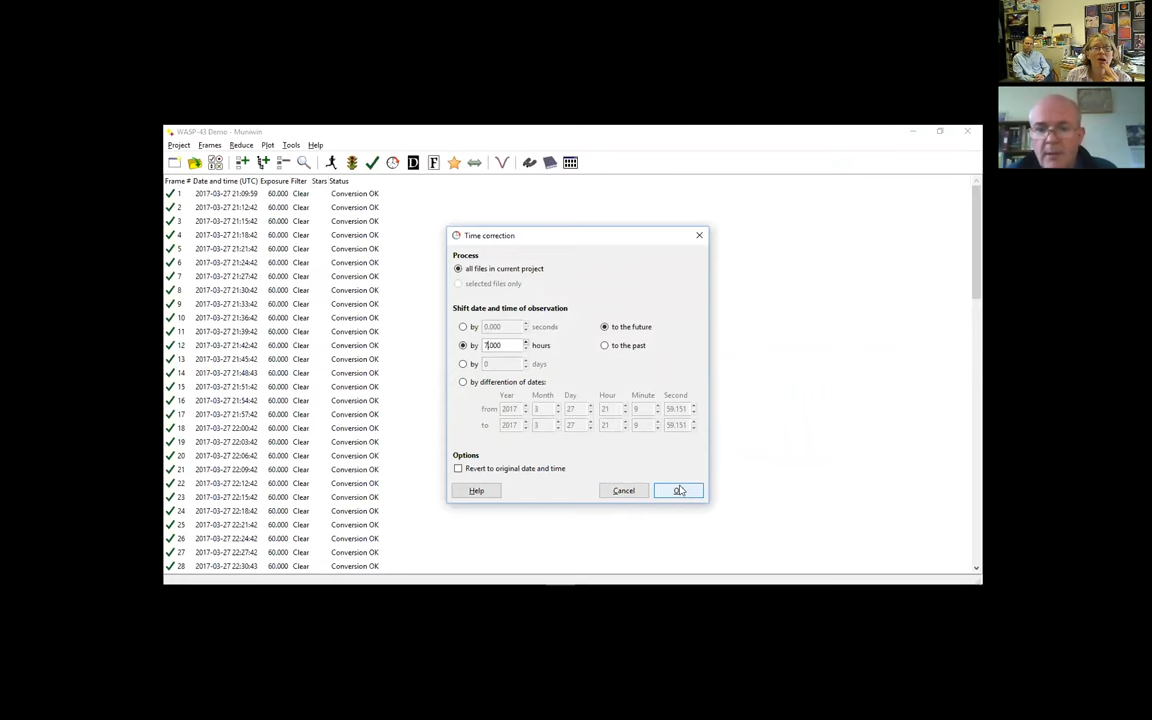 WASP-43 Demo - Muniwin
Project Frames Reduce Plot Tools Help
D F
Frame # Date and time (UTC) Exposure Filter Stars Status
1 2017-03-27 21:09:59 60.000 Clear Conversion OK
2 2017-03-27 21:12:42 60.000 Clear Conversion OK
3 2017-03-27 21:15:42 60.000 Clear Conversion OK
4 2017-03-27 21:18:42 60.000 Clear Conversion OK
5 2017-03-27 21:21:42 60.000 Clear Conversion OK
6 2017-03-27 21:24:42 60.000 Clear Conversion OK
7 2017-03-27 21:27:42 60.000 Clear Conversion OK
8 2017-03-27 21:30:42 60.000 Clear Conversion OK
9 2017-03-27 21:33:42 60.000 Clear Conversion OK
10 2017-03-27 21:36:42 60.000 Clear Conversion OK
11 2017-03-27 21:39:42 60.000 Clear Conversion OK
12 2017-03-27 21:42:42 60.000 Clear Conversion OK
13 2017-03-27 21:45:42 60.000 Clear Conversion OK
14 2017-03-27 21:48:43 60.000 Clear Conversion OK
15 2017-03-27 21:51:42 60.000 Clear Conversion OK
16 2017-03-27 21:54:42 60.000 Clear Conversion OK
17 2017-03-27 21:57:42 60.000 Clear Conversion OK
18 2017-03-27 22:00:42 60.000 Clear Conversion OK
19 2017-03-27 22:03:42 60.000 Clear Conversion OK
20 2017-03-27 22:06:42 60.000 Clear Conversion OK
21 2017-03-27 22:09:42 60.000 Clear Conversion OK
22 2017-03-27 22:12:42 60.000 Clear Conversion OK
23 2017-03-27 22:15:42 60.000 Clear Conversion OK
24 2017-03-27 22:18:42 60.000 Clear Conversion OK
25 2017-03-27 22:21:42 60.000 Clear Conversion OK
26 2017-03-27 22:24:42 60.000 Clear Conversion OK
27 2017-03-27 22:27:42 60.000 Clear Conversion OK
28 2017-03-27 22:30:43 60.000 Clear Conversion OK
Time correction
Process
all files in current project
selected files only
Shift date and time of observation
by 0.000 seconds to the future
by 7.000 hours to the past
by 0 days
by differention of dates:
Year Month Day Hour Minute Second
from 2017 3 27 21 9 59.151
to 2017 3 27 21 9 59.151
Options
Revert to original date and time
Help Cancel